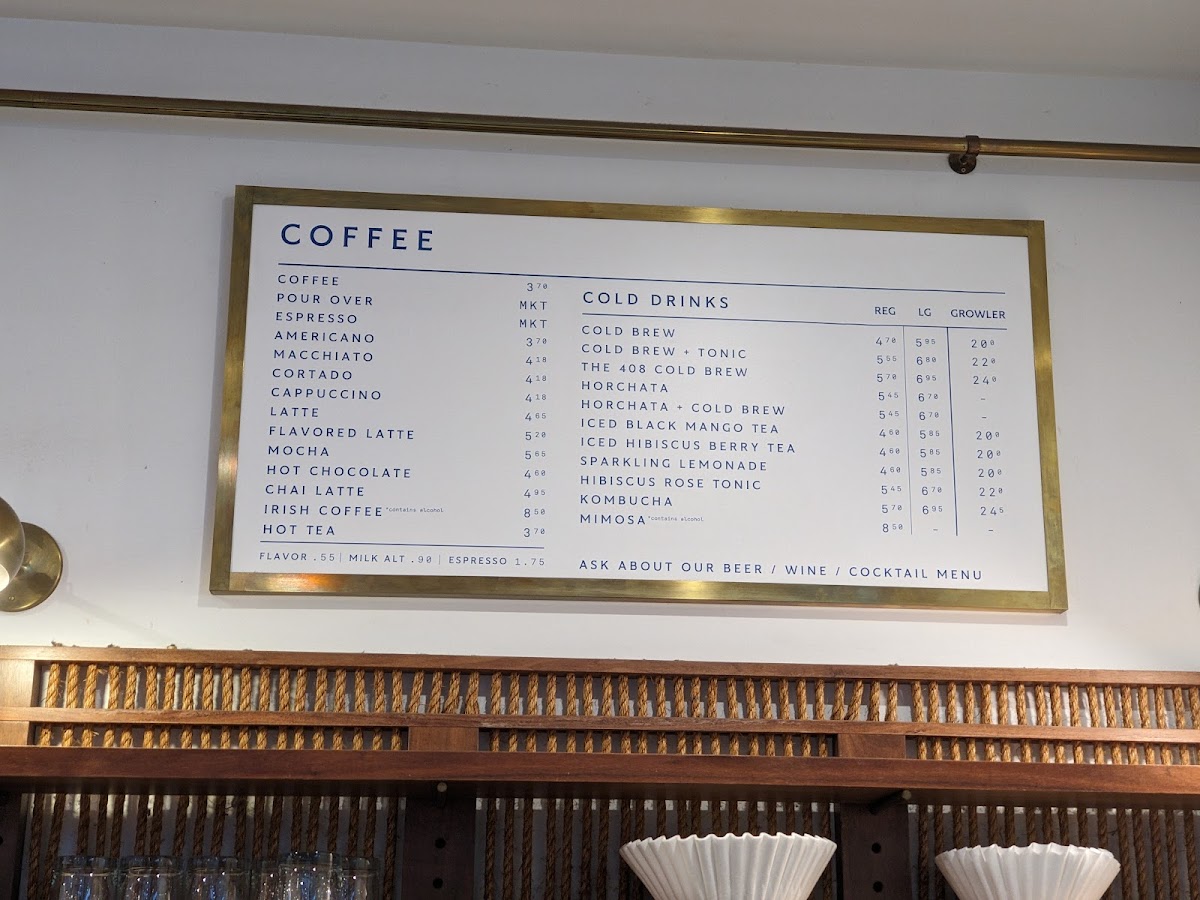 COFFEE
COFFEE 3 70
POUR OVER MKT
ESPRESSO MKT
AMERICANO 3 70
MACCHIATO 4 18
CORTADO 4 18
CAPPUCCINO 4 18
LATTE 4 65
FLAVORED LATTE 5 20
MOCHA 5 65
HOT CHOCOLATE 4 60
CHAI LATTE 4 95
IRISH COFFEE *contains alcohol 8 50
HOT TEA 3 70
FLAVOR .55 | MILK ALT .90 | ESPRESSO 1.75
COLD DRINKS REG LG GROWLER
COLD BREW 4 70 5 95 20 0
COLD BREW + TONIC 5 55 6 80 22 0
THE 408 COLD BREW 5 70 6 95 24 0
HORCHATA 5 45 6 70 -
HORCHATA + COLD BREW 5 45 6 70 -
ICED BLACK MANGO TEA 4 60 5 85 20 0
ICED HIBISCUS BERRY TEA 4 60 5 85 20 0
SPARKLING LEMONADE 4 60 5 85 20 0
HIBISCUS ROSE TONIC 5 45 6 70 22 0
KOMBUCHA 5 70 6 95 24 5
MIMOSA *contains alcohol 8 50 - -
ASK ABOUT OUR BEER / WINE / COCKTAIL MENU